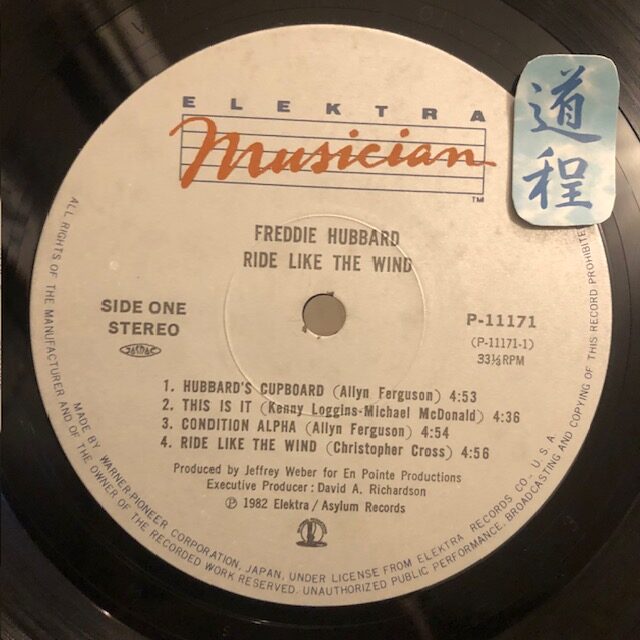 ELEKTRA
Musician
TM
道程
FREDDIE HUBBARD
RIDE LIKE THE WIND
SIDE ONE
STEREO
P-11171
(P-11171-1)
33⅓RPM
1. HUBBARD'S CUPBOARD (Allyn Ferguson) 4:53
2. THIS IS IT (Kenny Loggins-Michael McDonald) 4:36
3. CONDITION ALPHA (Allyn Ferguson) 4:54
4. RIDE LIKE THE WIND (Christopher Cross) 4:56
Produced by Jeffrey Weber for En Pointe Productions
Executive Producer : David A. Richardson
℗ 1982 Elektra / Asylum Records
ALL RIGHTS OF THE MANUFACTURER AND OF THE OWNER OF THE RECORDED WORK RESERVED. UNAUTHORIZED PUBLIC PERFORMANCE, BROADCASTING AND COPYING OF THIS RECORD PROHIBITED
MADE BY WARNER-PIONEER CORPORATION, JAPAN, UNDER LICENSE FROM ELEKTRA RECORDS CO., U. S. A.